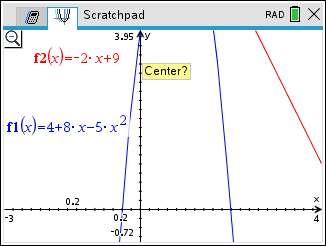 Scratchpad
RAD
3.95
y
f2(x)=-2·x+9
Center?
f1(x)=4+8·x-5·x²
0.2
x
-3
0.2
4
-0.72